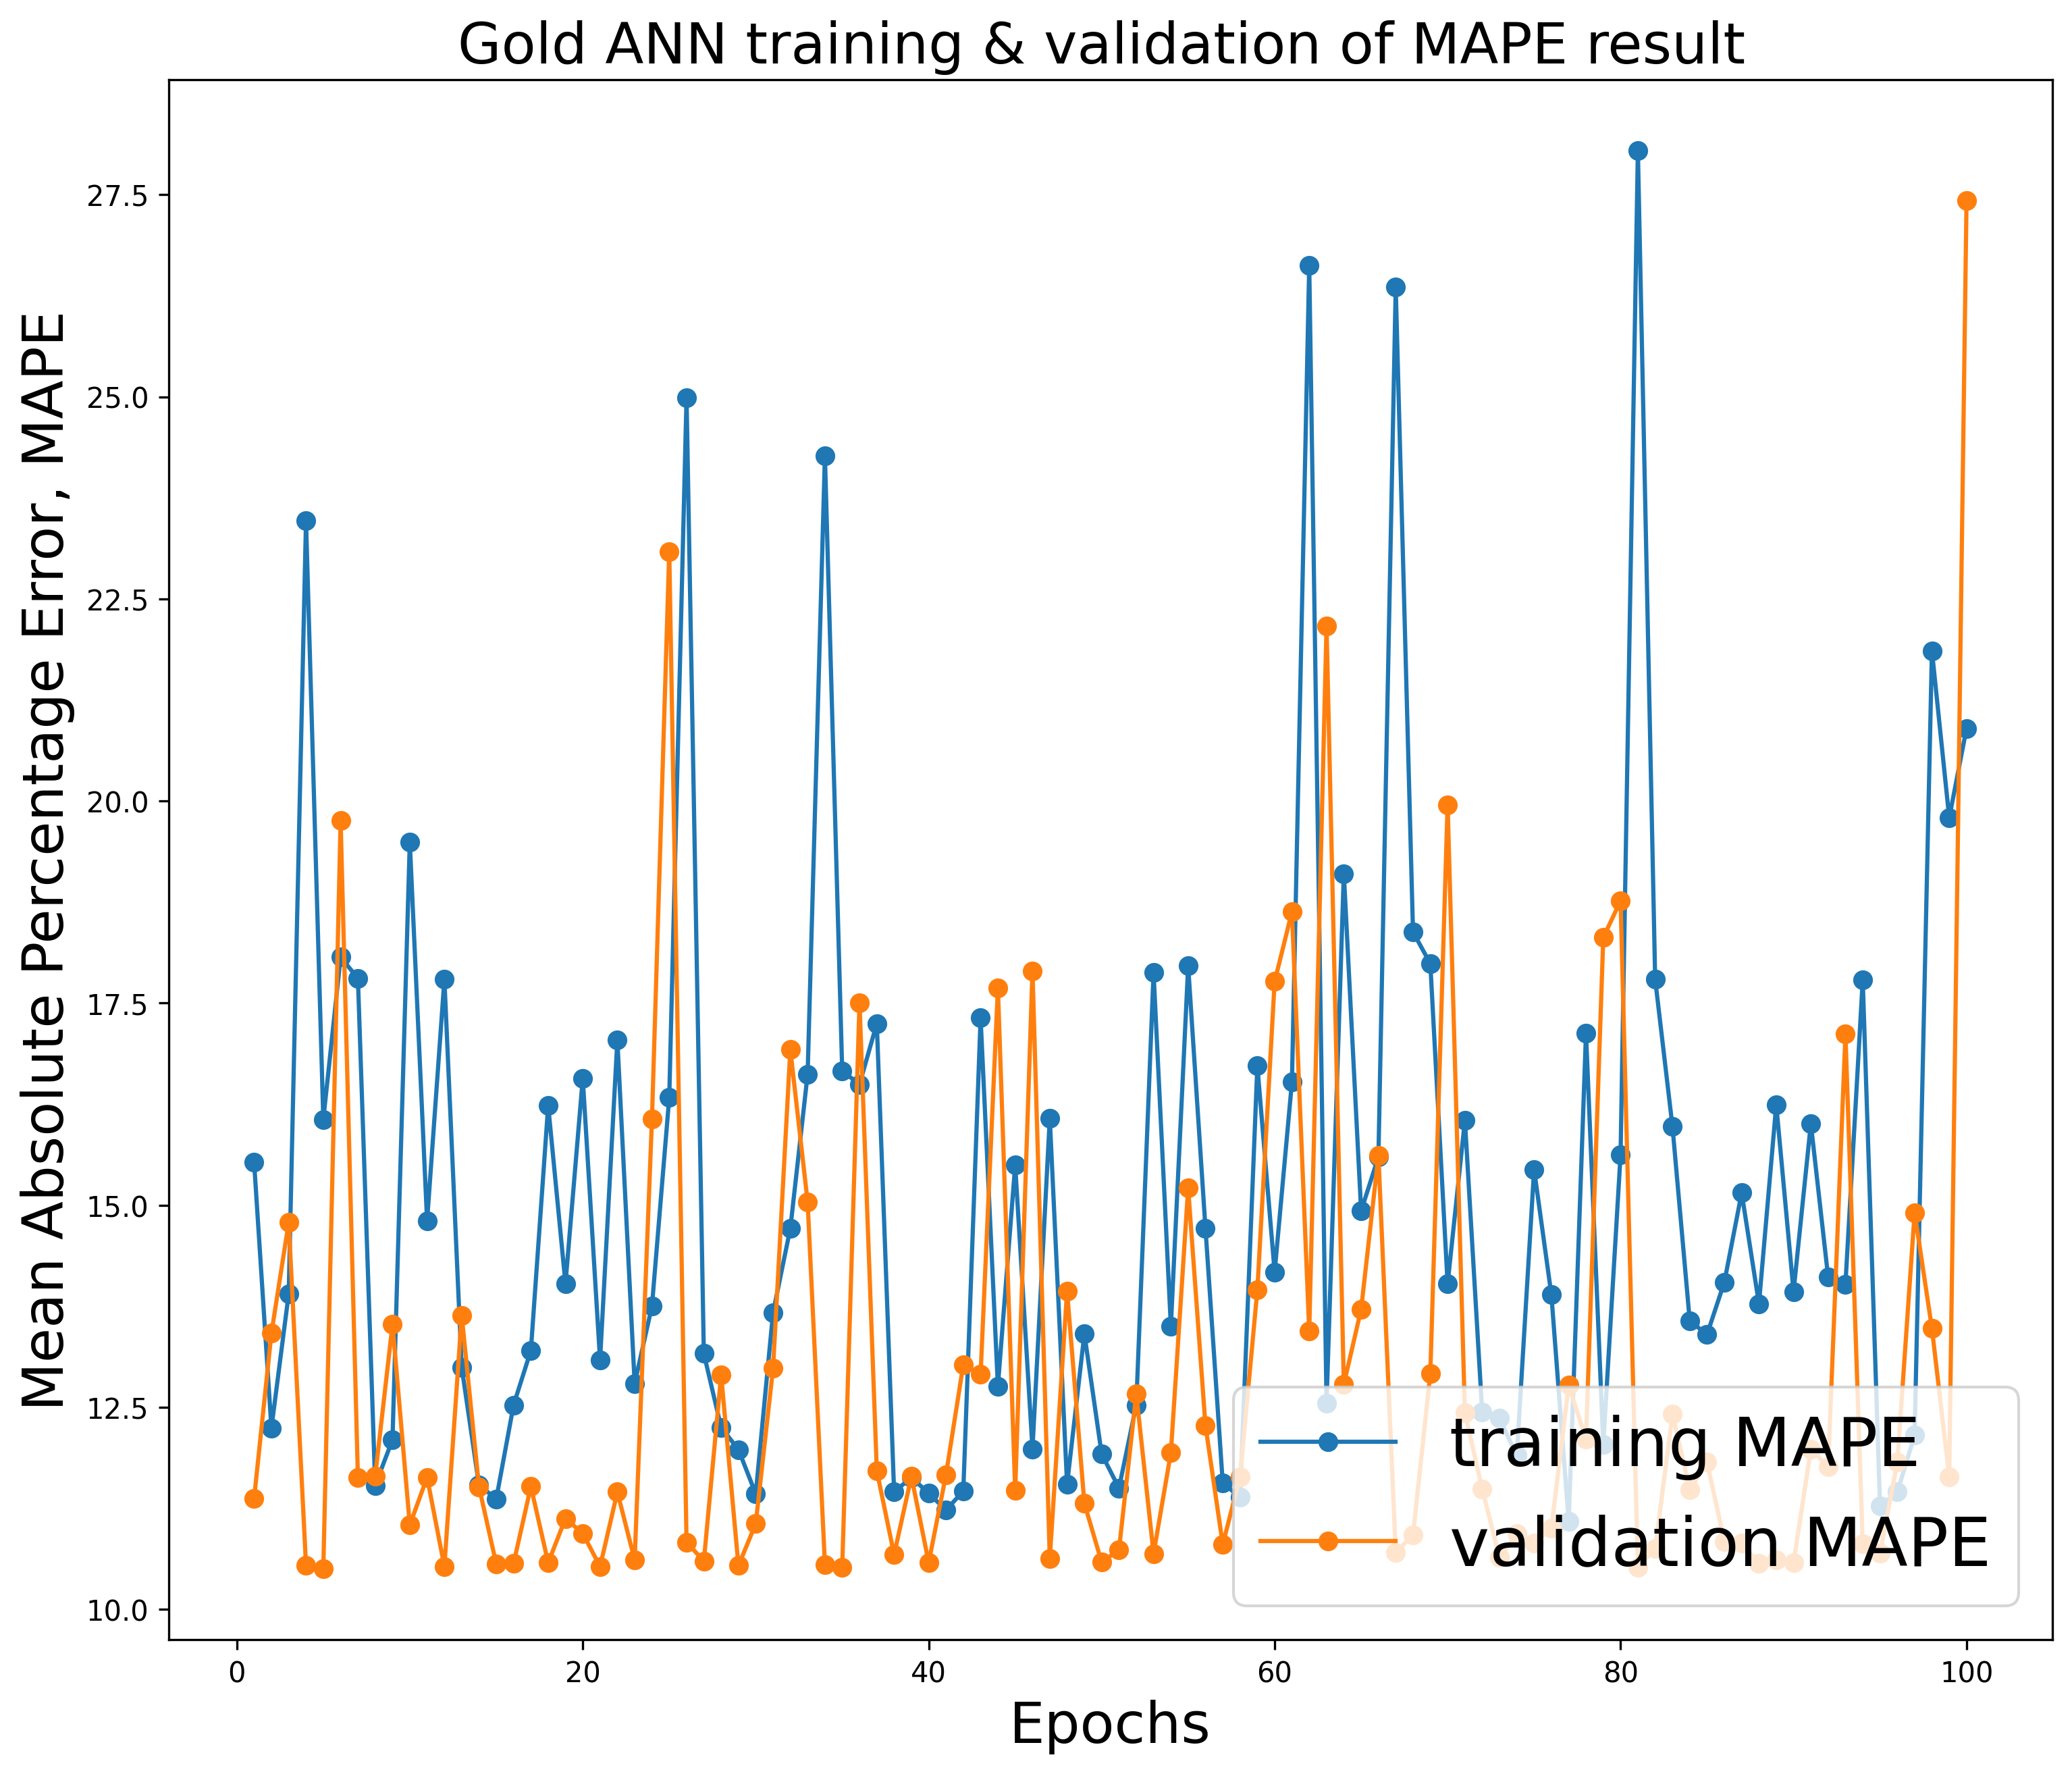 Gold ANN training & validation of MAPE result
Mean Absolute Percentage Error, MAPE
27.5
25.0
22.5
20.0
17.5
15.0
12.5
10.0
training MAPE
validation MAPE
0 20 40 60 80 100
Epochs